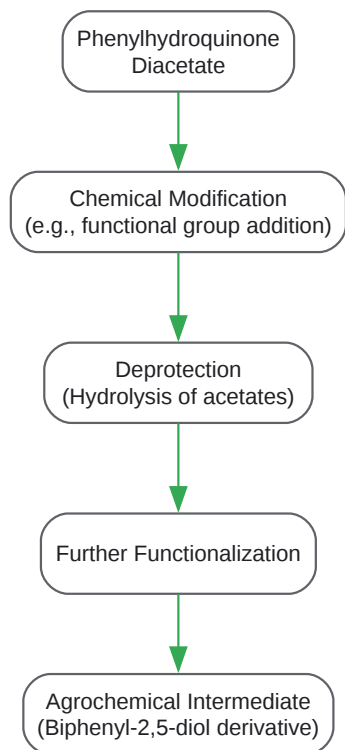 Phenylhydroquinone
Diacetate
Chemical Modification
(e.g., functional group addition)
Deprotection
(Hydrolysis of acetates)
Further Functionalization
Agrochemical Intermediate
(Biphenyl-2,5-diol derivative)